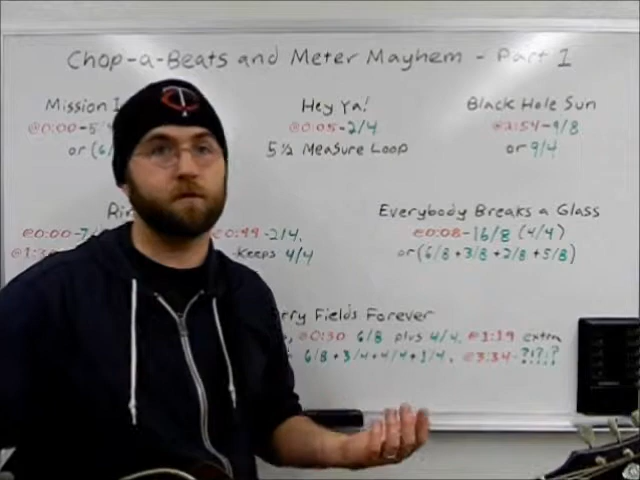 Chop-a-Beats and Meter Mayhem - Part I
Mission I
Hey Ya!
Black Hole Sun
@0:00-5/
@0:05-2/4
@2:54-9/8
or (6/
5 ½ Measure Loop
or 9/4
Everybody Breaks a Glass
@0:00-7/
@0:49-2/4,
@0:08-16/8 (4/4)
@1:3
Keeps 4/4
or (6/8 +3/8 +2/8 +5/8)
rry Fields Forever
@0:30 6/8 plus 4/4, @1:19 extra
6/8 + 3/4+4/4+1/4, @3:34-?!?¿?